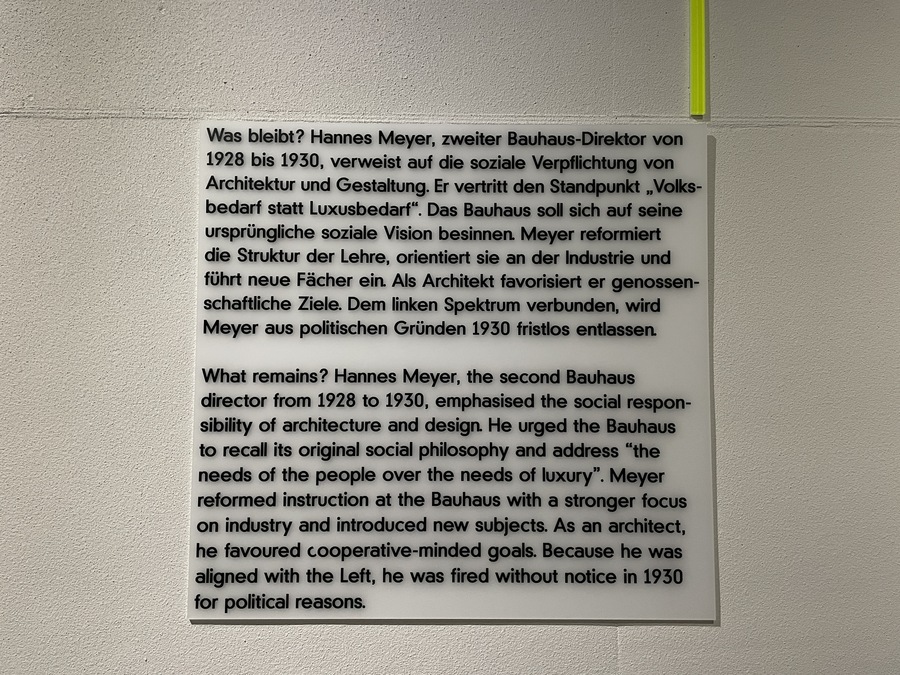 Was bleibt? Hannes Meyer, zweiter Bauhaus-Direktor von
1928 bis 1930, verweist auf die soziale Verpflichtung von
Architektur und Gestaltung. Er vertritt den Standpunkt „Volks-
bedarf statt Luxusbedarf“. Das Bauhaus soll sich auf seine
ursprüngliche soziale Vision besinnen. Meyer reformiert
die Struktur der Lehre, orientiert sie an der Industrie und
führt neue Fächer ein. Als Architekt favorisiert er genossen-
schaftliche Ziele. Dem linken Spektrum verbunden, wird
Meyer aus politischen Gründen 1930 fristlos entlassen.
What remains? Hannes Meyer, the second Bauhaus
director from 1928 to 1930, emphasised the social respon-
sibility of architecture and design. He urged the Bauhaus
to recall its original social philosophy and address “the
needs of the people over the needs of luxury”. Meyer
reformed instruction at the Bauhaus with a stronger focus
on industry and introduced new subjects. As an architect,
he favoured cooperative-minded goals. Because he was
aligned with the Left, he was fired without notice in 1930
for political reasons.